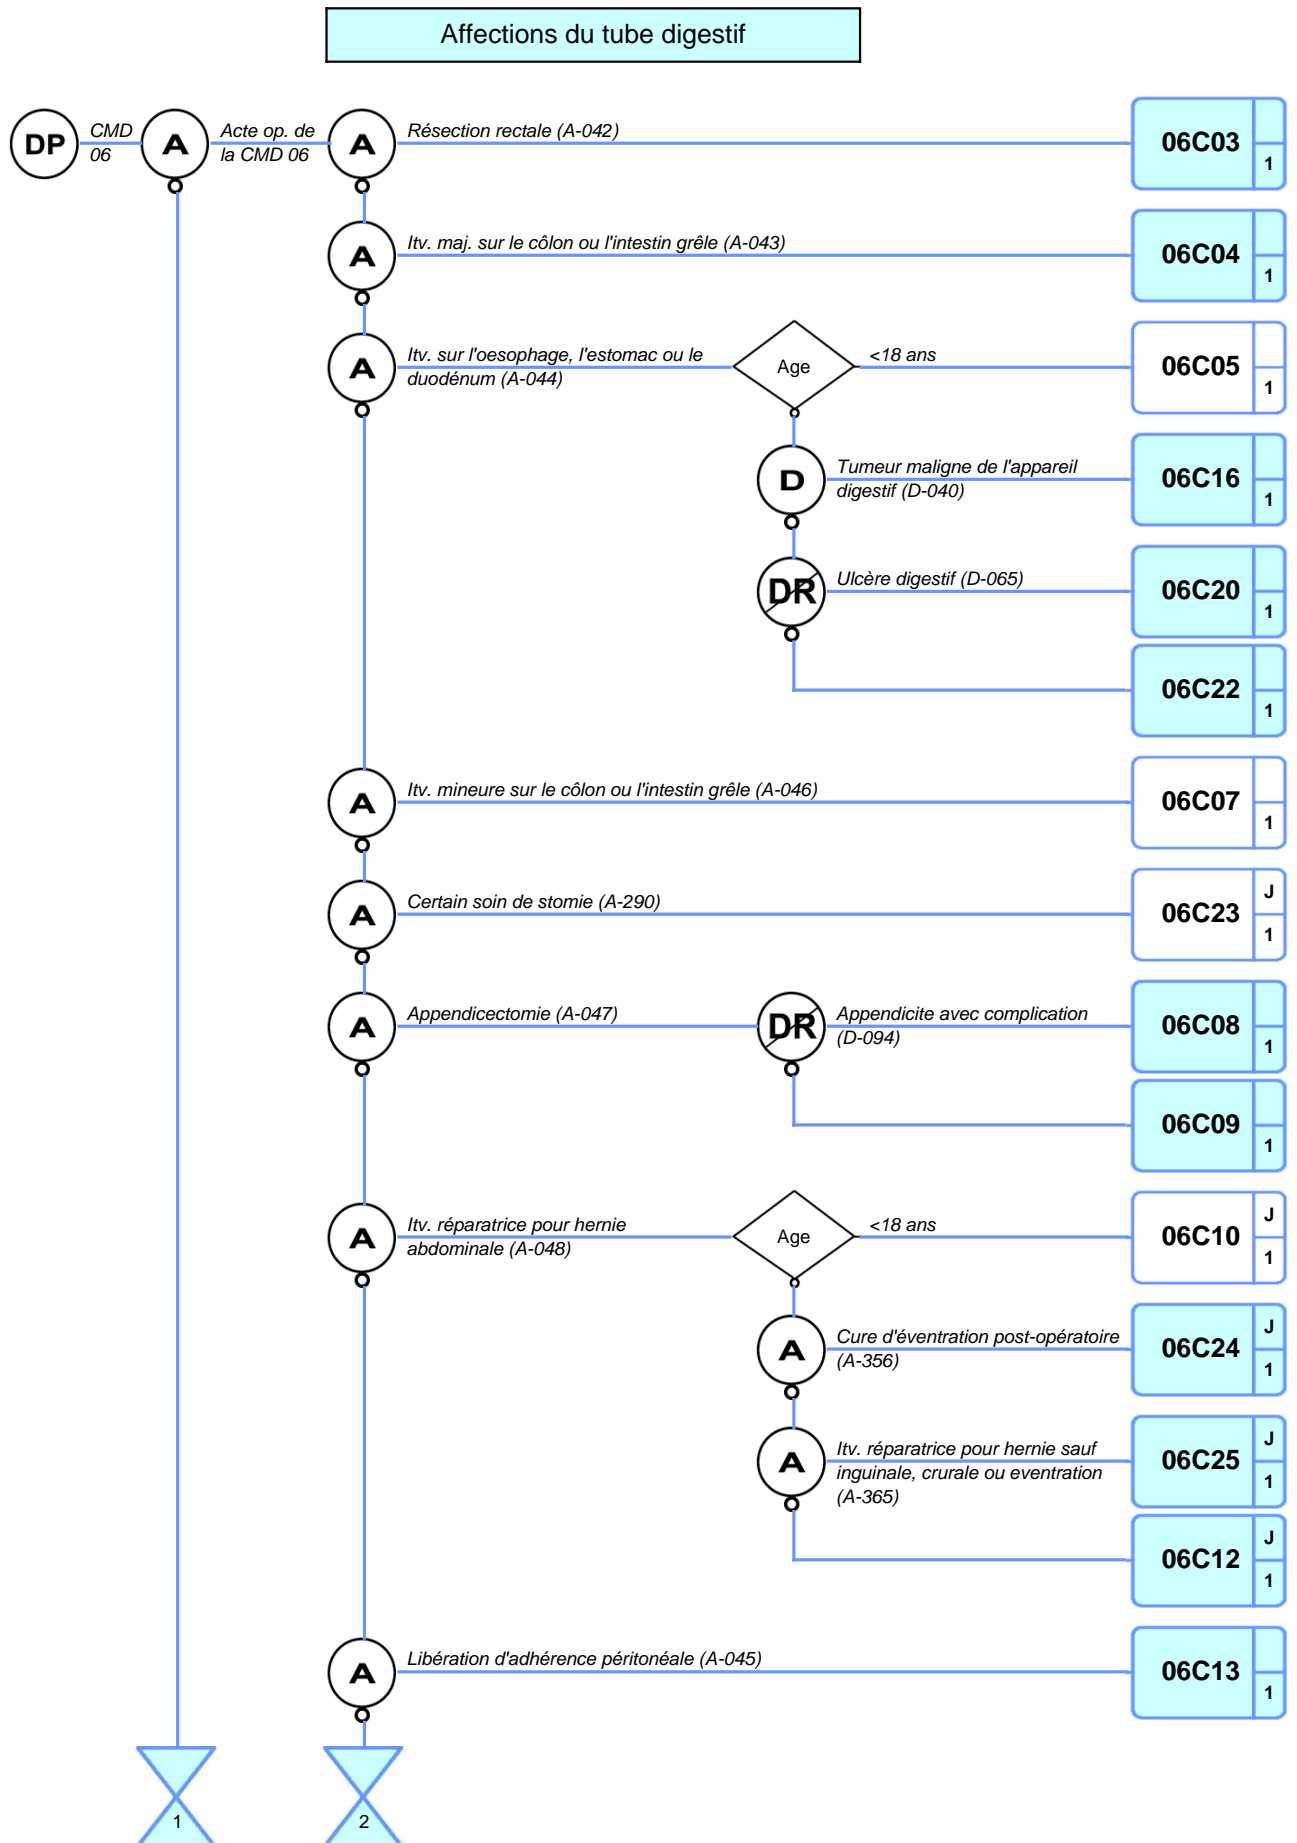 Affections du tube digestif
DP
CMD
06
A
Acte op. de
la CMD 06
A
Résection rectale (A-042)
06C03
1
A
Itv. maj. sur le côlon ou l'intestin grêle (A-043)
06C04
1
A
Itv. sur l'oesophage, l'estomac ou le
duodénum (A-044)
Age
<18 ans
06C05
1
D
Tumeur maligne de l'appareil
digestif (D-040)
06C16
1
DR
Ulcère digestif (D-065)
06C20
1
06C22
1
A
Itv. mineure sur le côlon ou l'intestin grêle (A-046)
06C07
1
A
Certain soin de stomie (A-290)
06C23
J
1
A
Appendicectomie (A-047)
DR
Appendicite avec complication
(D-094)
06C08
1
06C09
1
A
Itv. réparatrice pour hernie
abdominale (A-048)
Age
<18 ans
06C10
J
1
A
Cure d'éventration post-opératoire
(A-356)
06C24
J
1
A
Itv. réparatrice pour hernie sauf
inguinale, crurale ou eventration
(A-365)
06C25
J
1
06C12
J
1
A
Libération d'adhérence péritonéale (A-045)
06C13
1
1
2